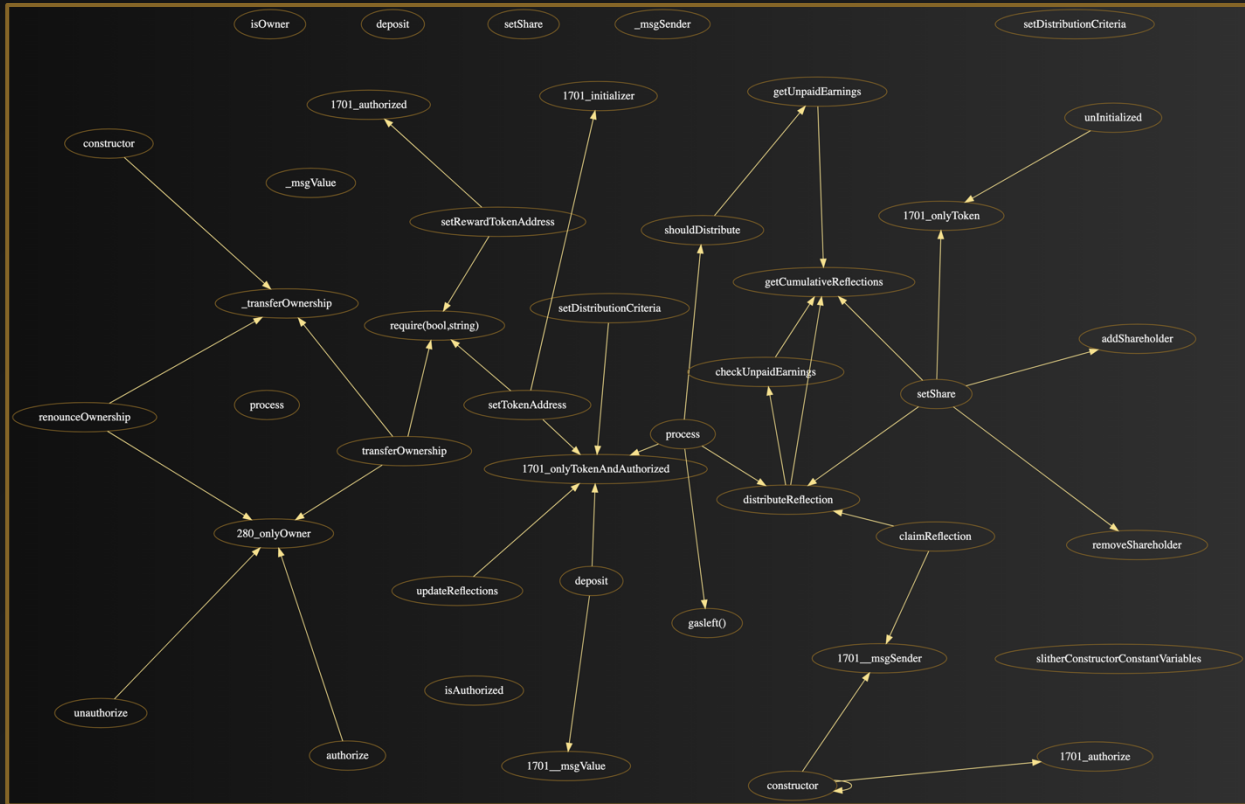 isOwner
deposit
setShare
_msgSender
setDistributionCriteria
getUnpaidEarnings
1701_initializer
1701_authorized
unInitialized
constructor
_msgValue
1701_onlyToken
setRewardTokenAddress
shouldDistribute
getCumulativeReflections
_transferOwnership
setDistributionCriteria
require(bool,string)
addShareholder
checkUnpaidEarnings
setShare
process
setTokenAddress
renounceOwnership
process
transferOwnership
1701_onlyTokenAndAuthorized
distributeReflection
280_onlyOwner
claimReflection
removeShareholder
deposit
updateReflections
gasleft()
1701__msgSender
slitherConstructorConstantVariables
isAuthorized
unauthorize
authorize
1701_authorize
1701__msgValue
constructor